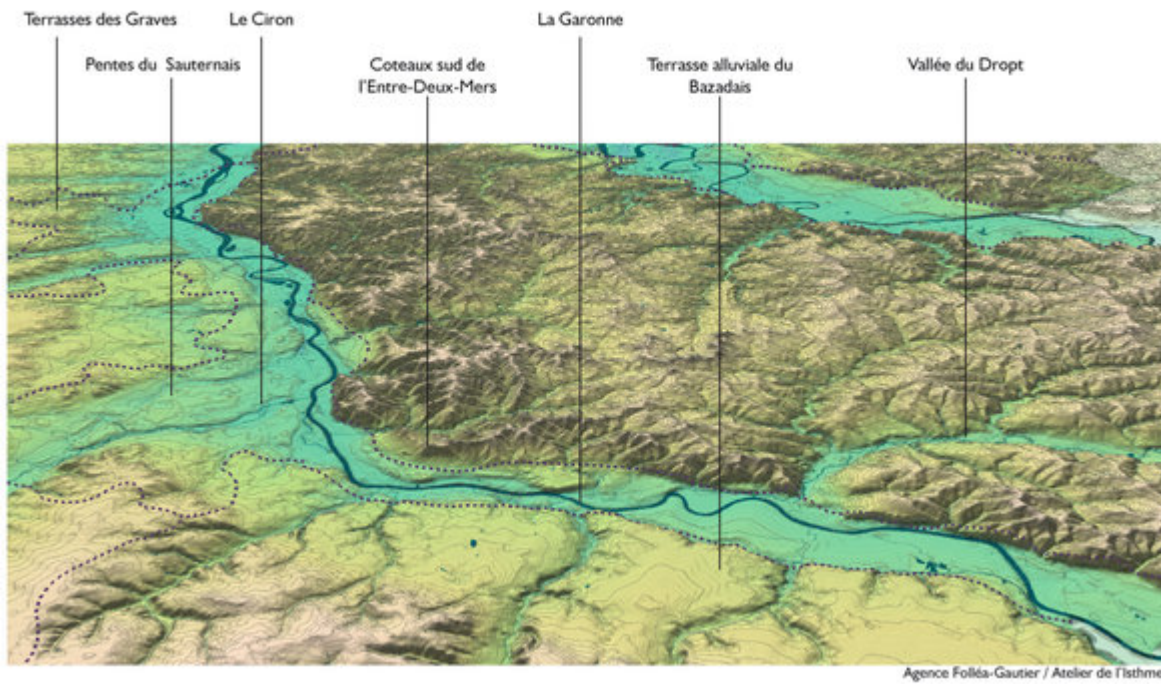 Terrasses des Graves
Le Ciron
La Garonne
Pentes du Sauternais
Coteaux sud de
l'Entre-Deux-Mers
Terrasse alluviale du
Bazadais
Vallée du Dropt
Agence Folléa-Gautier / Atelier de l'Isthme